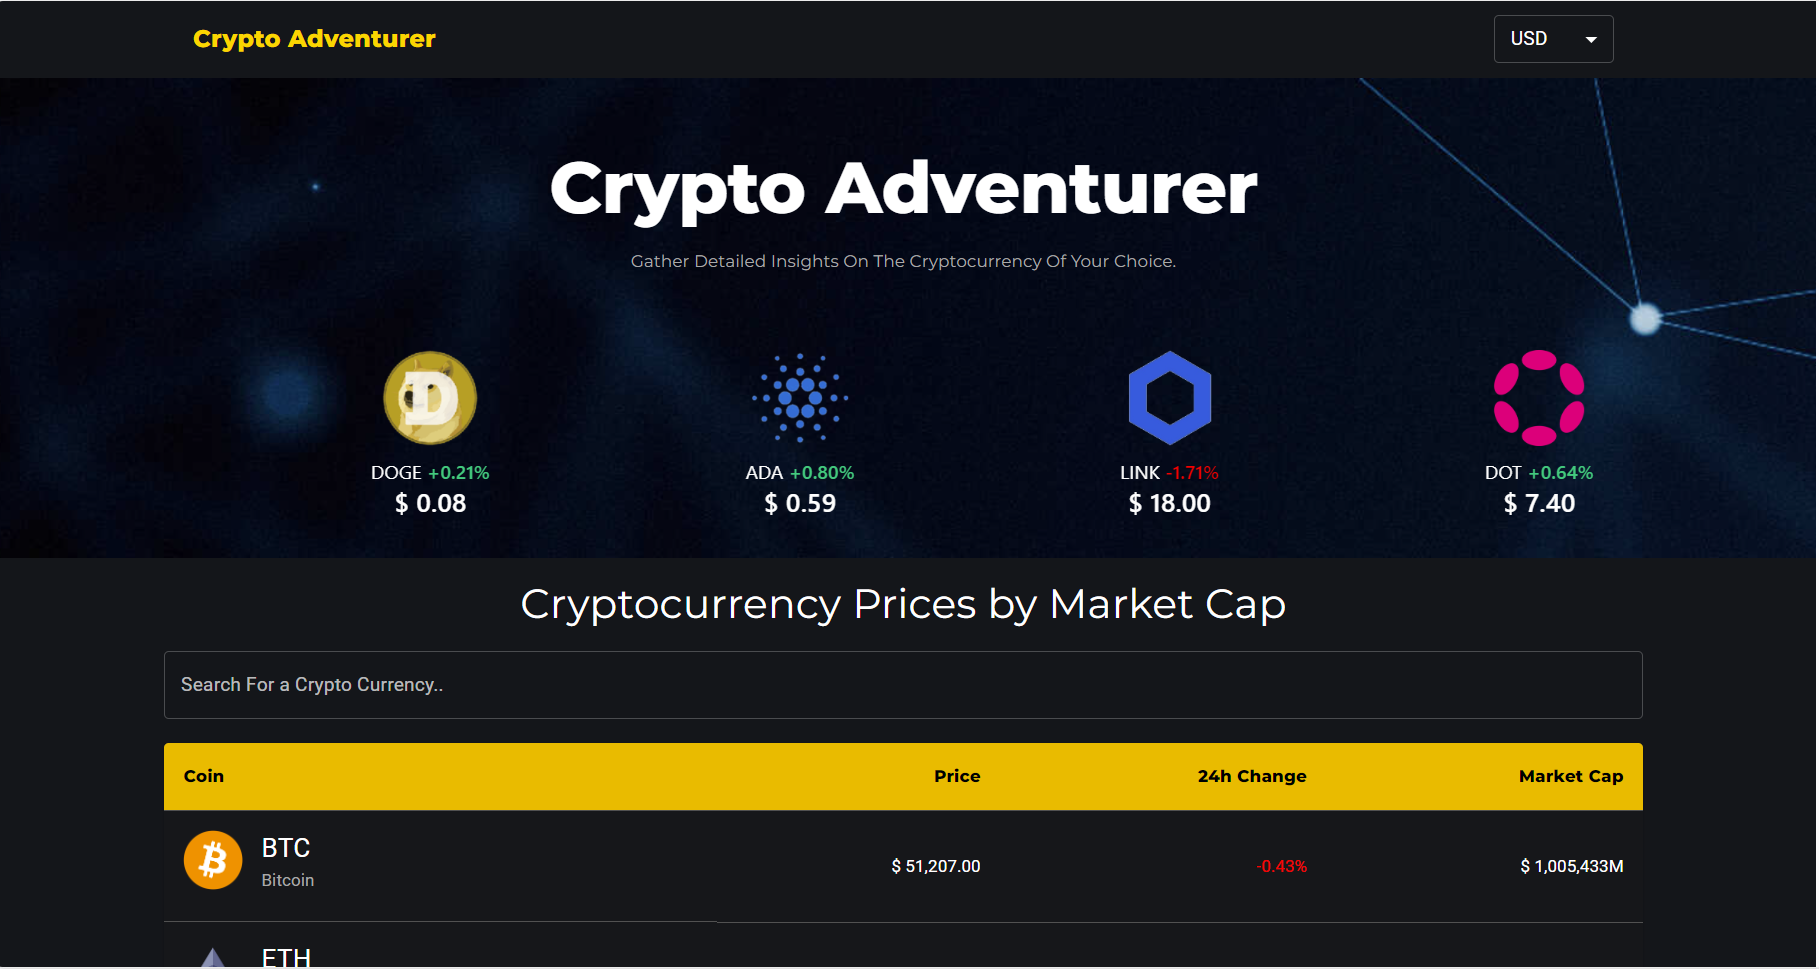 Crypto Adventurer
USD
Crypto Adventurer
Gather Detailed Insights On The Cryptocurrency Of Your Choice.
D
DOGE +0.21%
$ 0.08
ADA +0.80%
$ 0.59
LINK -1.71%
$ 18.00
DOT +0.64%
$ 7.40
Cryptocurrency Prices by Market Cap
Search For a Crypto Currency..
Coin Price 24h Change Market Cap
BTC
Bitcoin
$ 51,207.00 -0.43% $ 1,005,433M
ETH